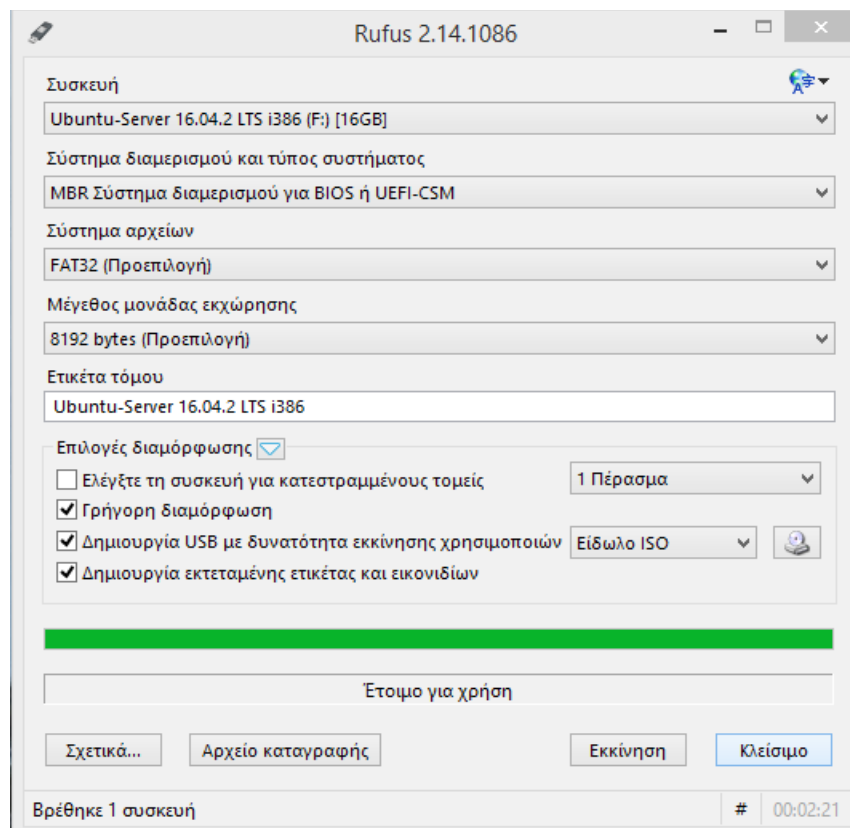 Rufus 2.14.1086
Συσκευή
Ubuntu-Server 16.04.2 LTS i386 (F:) [16GB]
Σύστημα διαμερισμού και τύπος συστήματος
MBR Σύστημα διαμερισμού για BIOS ή UEFI-CSM
Σύστημα αρχείων
FAT32 (Προεπιλογή)
Μέγεθος μονάδας εκχώρησης
8192 bytes (Προεπιλογή)
Ετικέτα τόμου
Ubuntu-Server 16.04.2 LTS i386
Επιλογές διαμόρφωσης
Ελέγξτε τη συσκευή για κατεστραμμένους τομείς 1 Πέρασμα
Γρήγορη διαμόρφωση
Δημιουργία USB με δυνατότητα εκκίνησης χρησιμοποιών Είδωλο ISO
Δημιουργία εκτεταμένης ετικέτας και εικονιδίων
Έτοιμο για χρήση
Σχετικά... Αρχείο καταγραφής Εκκίνηση Κλείσιμο
Βρέθηκε 1 συσκευή # 00:02:21